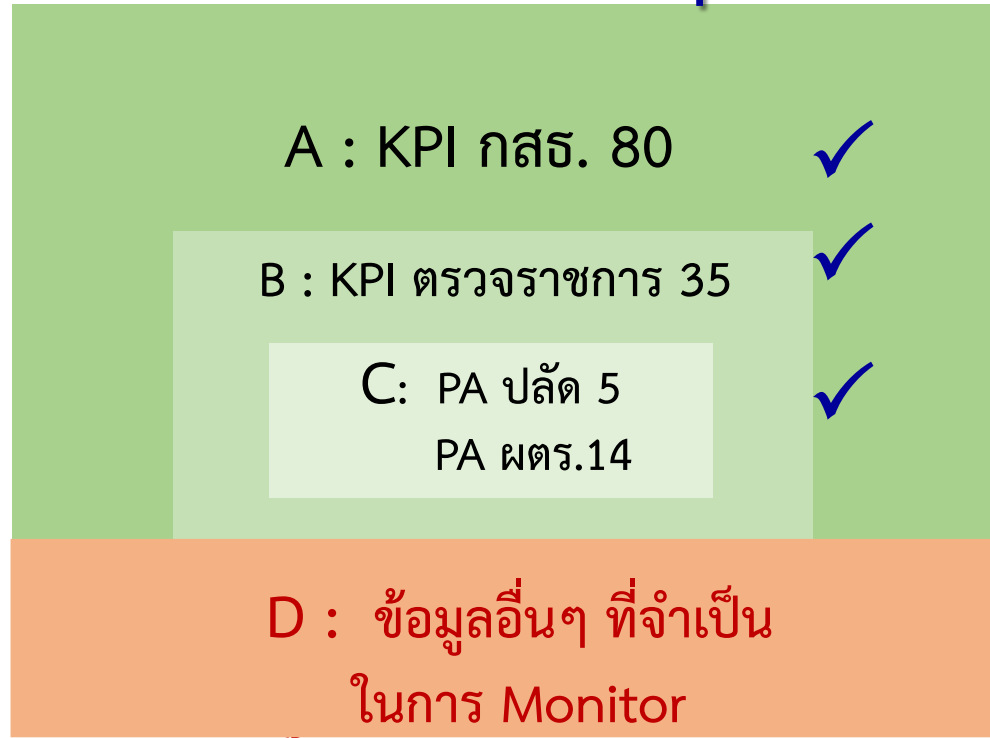 A : KPI กสธ. 80
B : KPI ตรวจราชการ 35
C: PA ปลัด 5
PA ผตร.14
D : ข้อมูลอื่นๆ ที่จำเป็น
ในการ Monitor